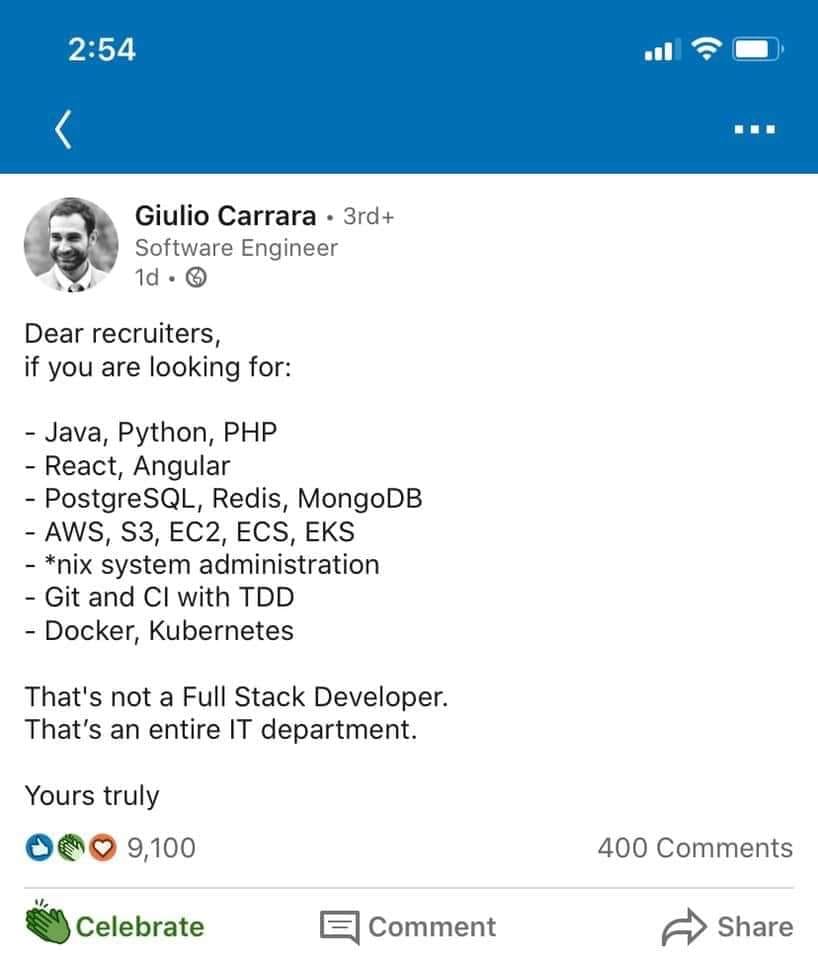 2:54
Giulio Carrara • 3rd+
Software Engineer
1d •
Dear recruiters,
if you are looking for:
- Java, Python, PHP
- React, Angular
- PostgreSQL, Redis, MongoDB
- AWS, S3, EC2, ECS, EKS
- *nix system administration
- Git and CI with TDD
- Docker, Kubernetes
That's not a Full Stack Developer.
That’s an entire IT department.
Yours truly
9,100 400 Comments
Celebrate Comment Share